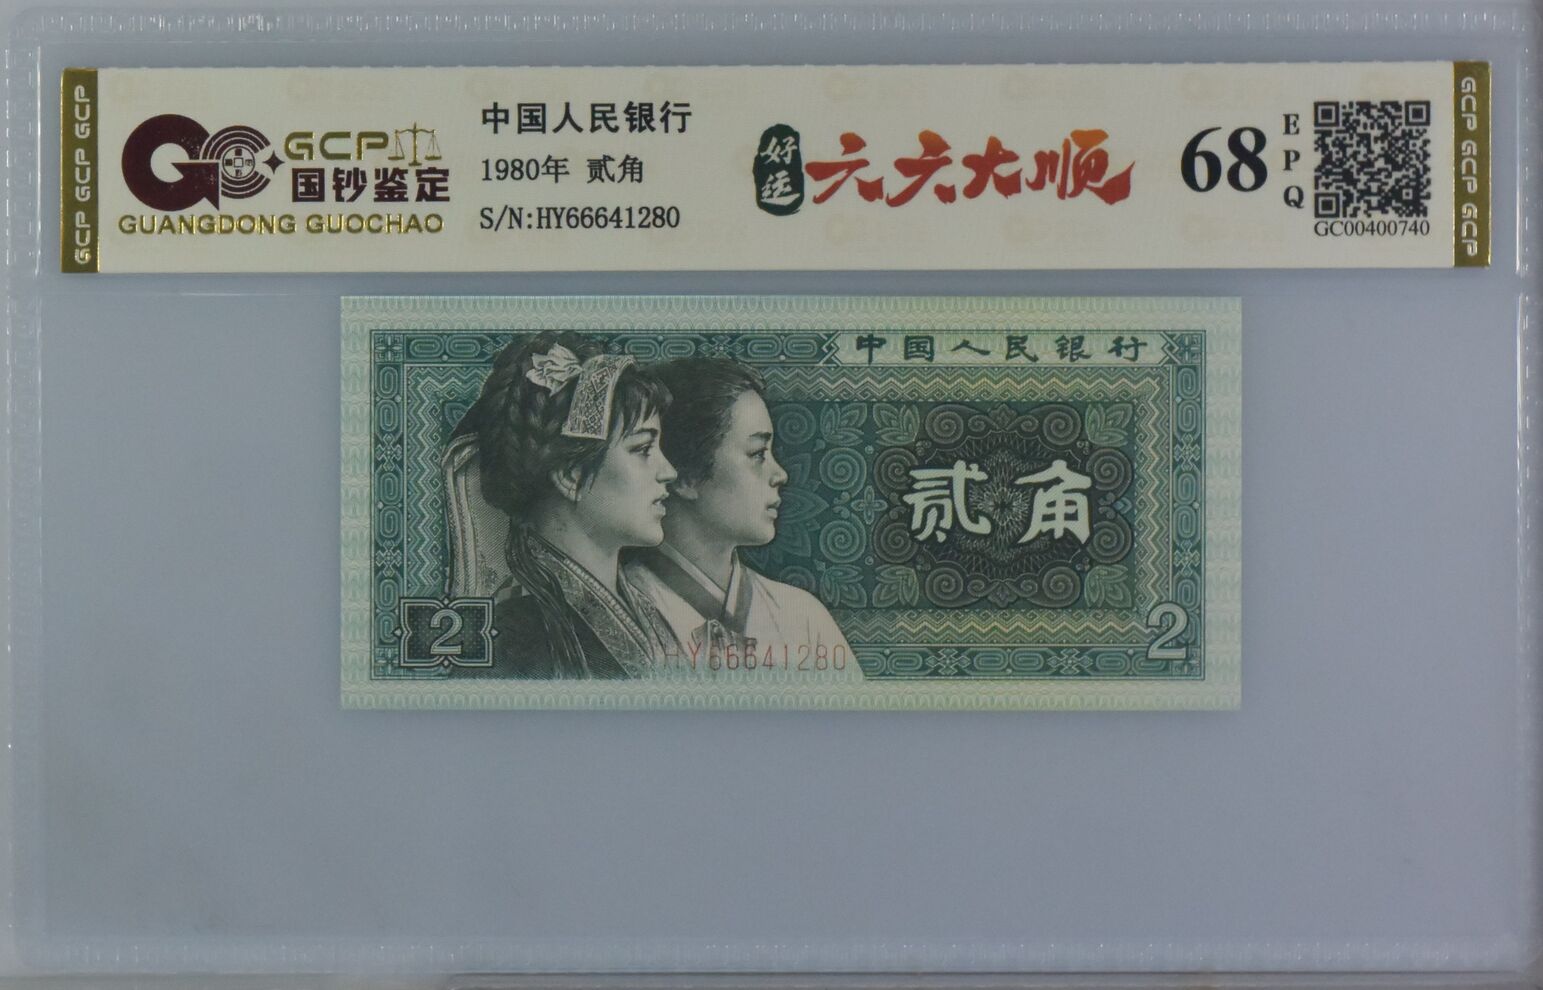 GCP
国钞鉴定
GUANGDONG GUOCHAO
中国人民银行
1980年 贰角
S/N:HY66641280
好运
六六大顺
68
EPQ
GC00400740
GCP GCP GCP
GCP GCP GCP
中国人民银行
贰角
2
2
HY66641280